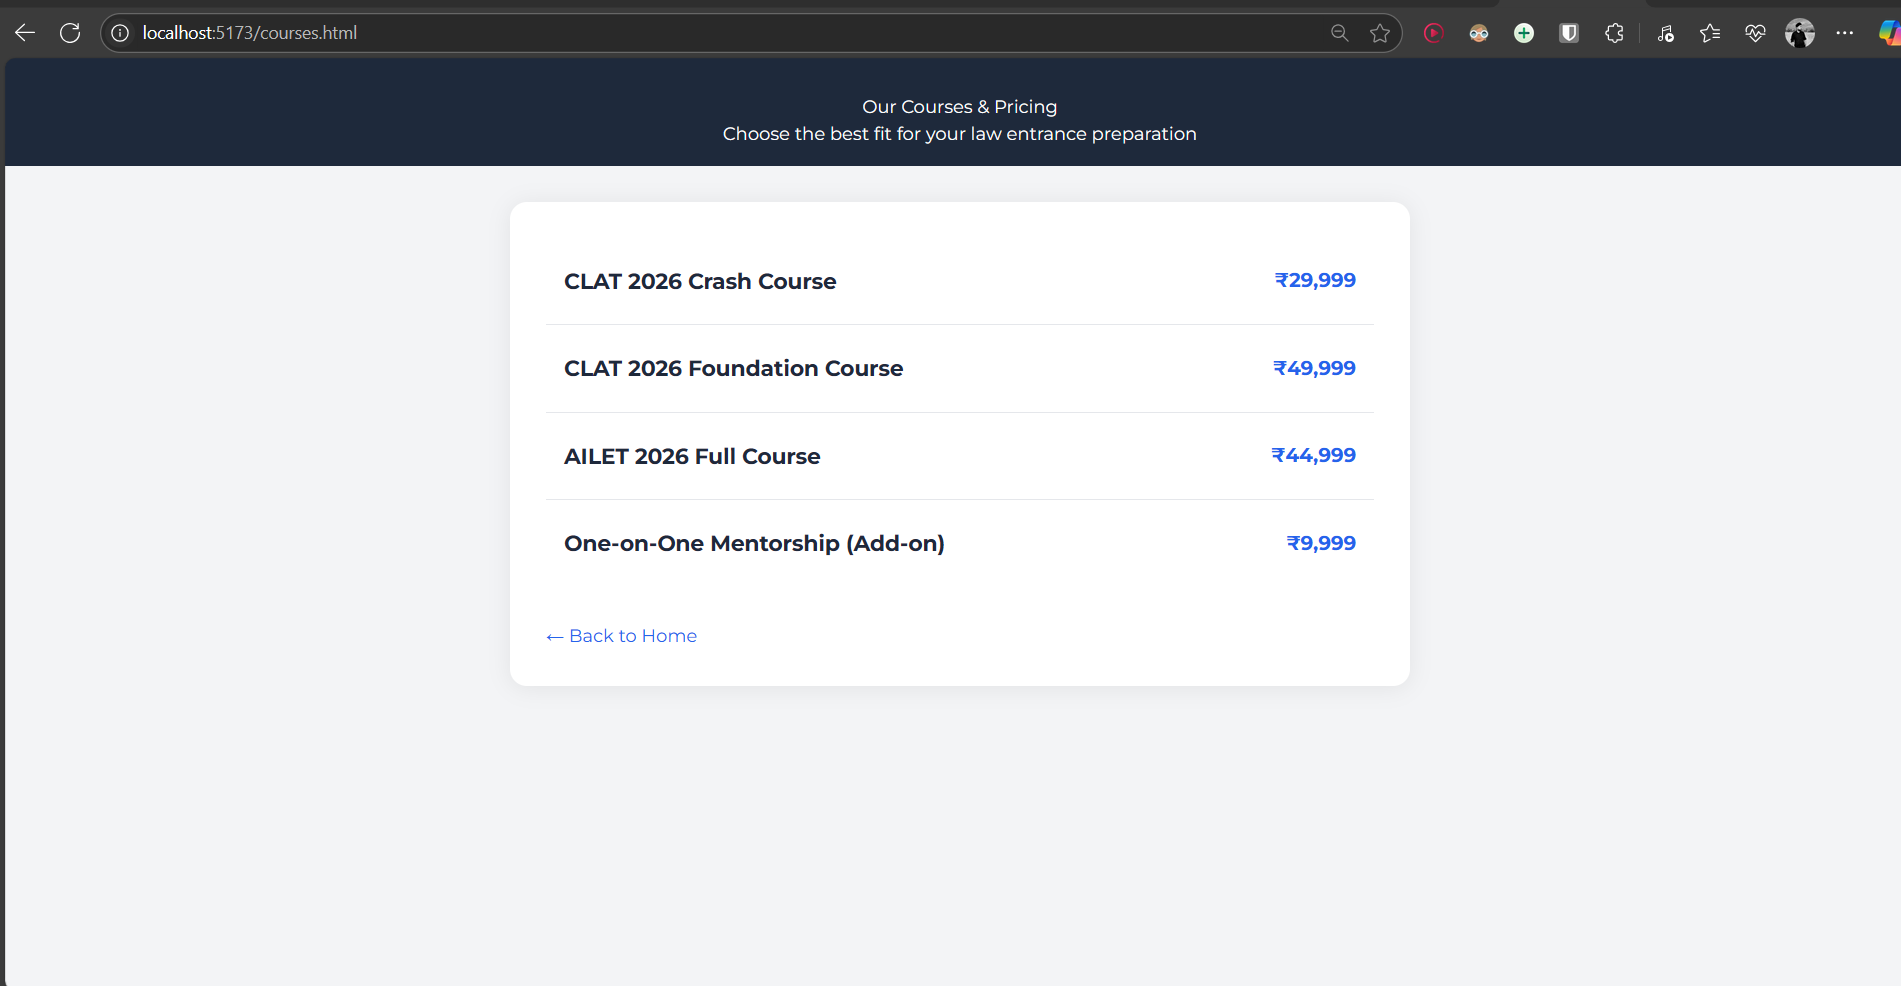 localhost:5173/courses.html
Our Courses & Pricing
Choose the best fit for your law entrance preparation
CLAT 2026 Crash Course ₹29,999
CLAT 2026 Foundation Course ₹49,999
AILET 2026 Full Course ₹44,999
One-on-One Mentorship (Add-on) ₹9,999
← Back to Home